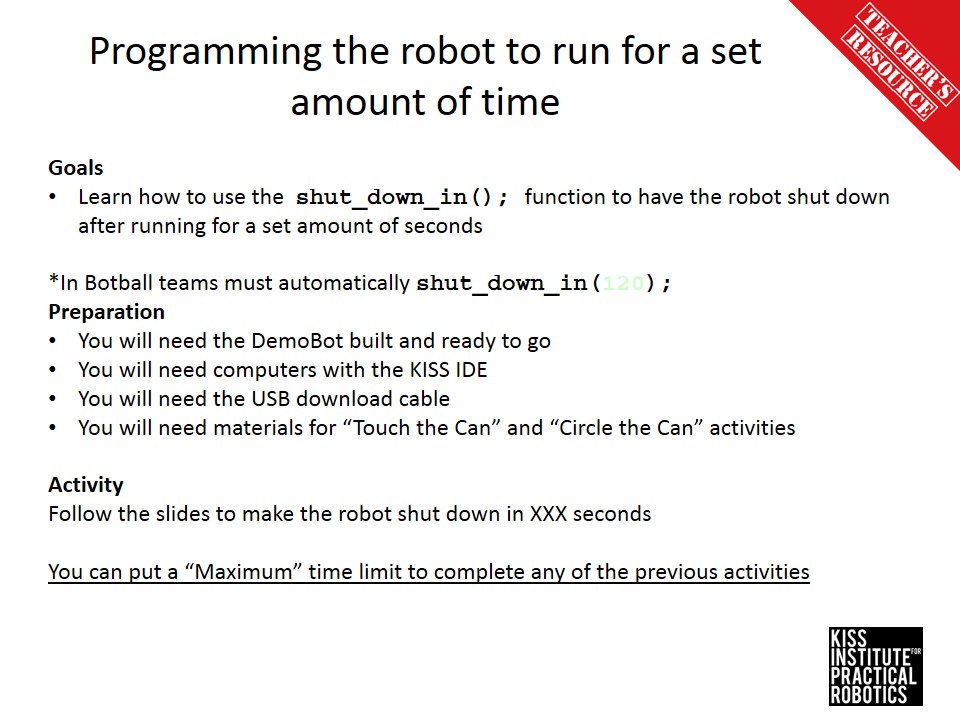 Programming the robot to run for a set
amount of time
TEACHER'S
RESOURCE
Goals
• Learn how to use the shut_down_in(); function to have the robot shut down
after running for a set amount of seconds
*In Botball teams must automatically shut_down_in(120);
Preparation
• You will need the DemoBot built and ready to go
• You will need computers with the KISS IDE
• You will need the USB download cable
• You will need materials for “Touch the Can” and “Circle the Can” activities
Activity
Follow the slides to make the robot shut down in XXX seconds
You can put a “Maximum” time limit to complete any of the previous activities
KISS
INSTITUTE FOR
PRACTICAL
ROBOTICS